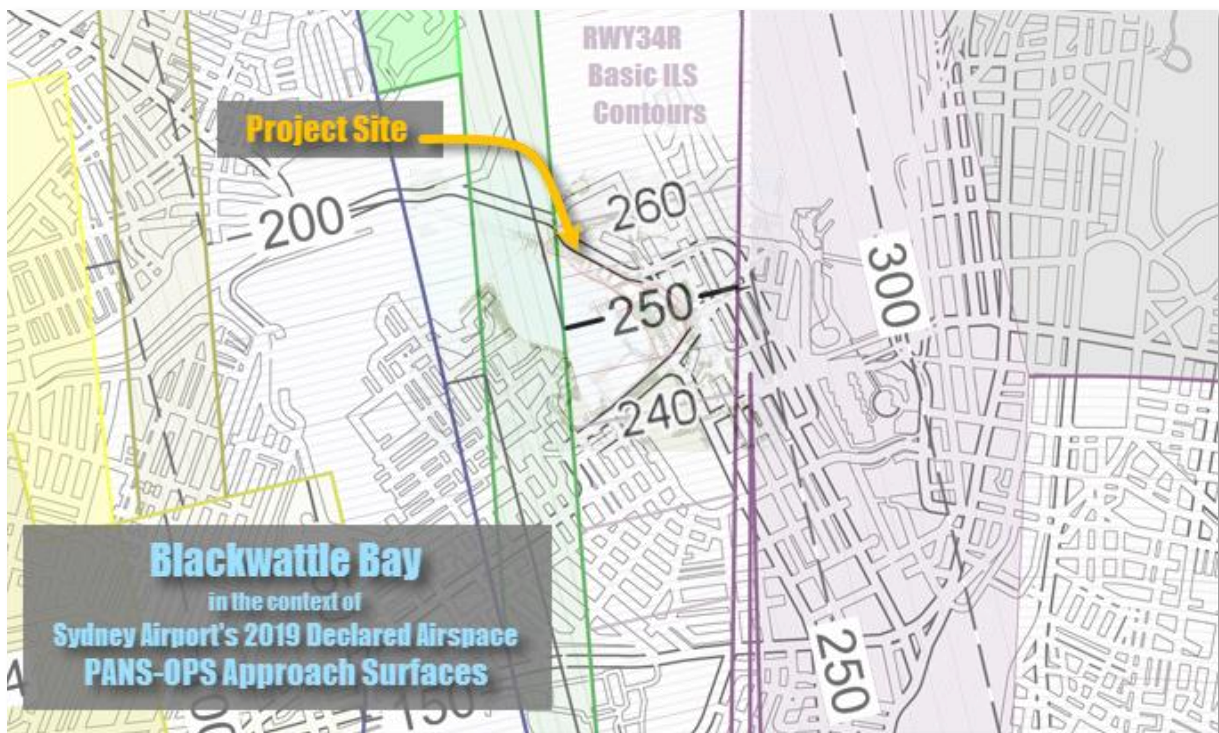 RWY34R
Basic ILS
Contours
Project Site
200
260
300
250
240
Blackwattle Bay
in the context of
Sydney Airport's 2019 Declared Airspace
PANS-OPS Approach Surfaces
250
150